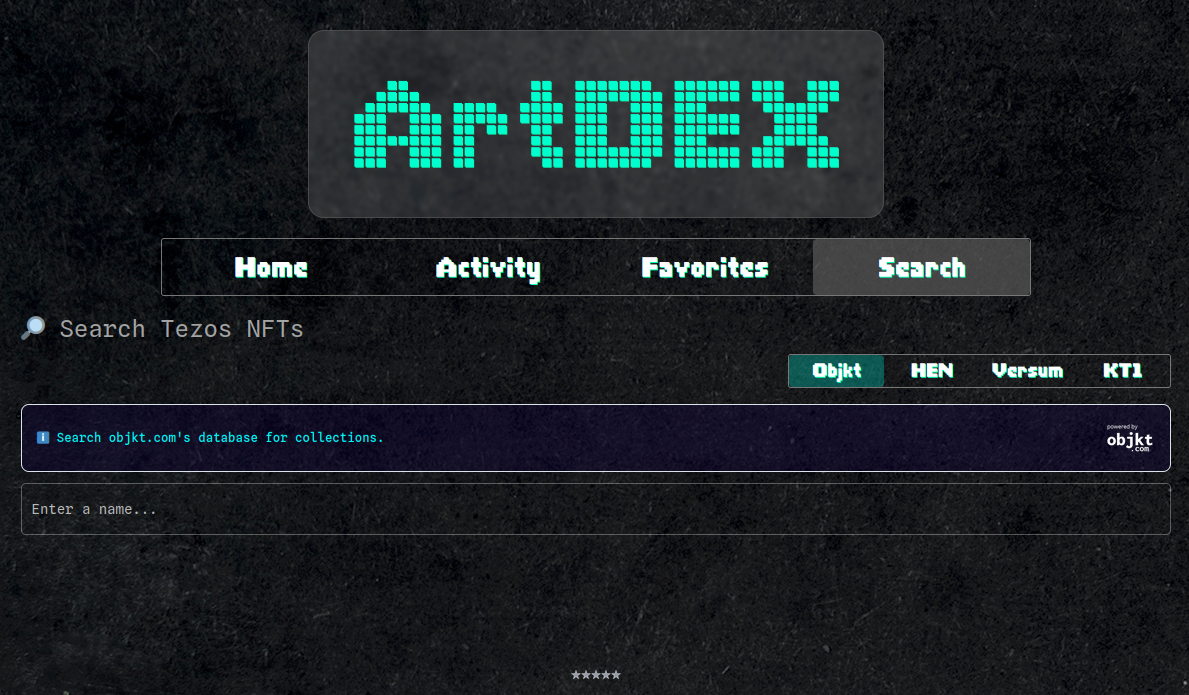 ArtDEX
Home Activity Favorites Search
🔎 Search Tezos NFTs
Objkt HEN Versum KT1
ℹ️ Search objkt.com's database for collections.
powered by
objkt
.com
Enter a name...
★★★★★